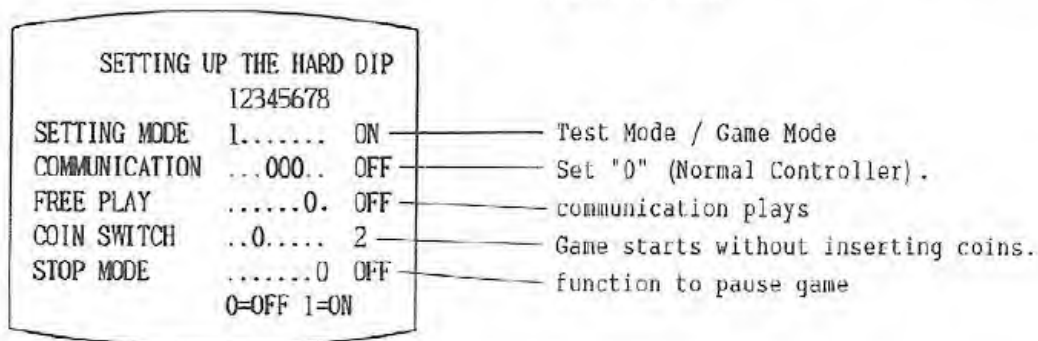 SETTING UP THE HARD DIP
12345678
SETTING MODE 1....... ON
COMMUNICATION ...000.. OFF
FREE PLAY ......0. OFF
COIN SWITCH ..0..... 2
STOP MODE .......0 OFF
0=OFF 1=ON
Test Mode / Game Mode
Set "0" (Normal Controller).
communication plays
Game starts without inserting coins.
function to pause game